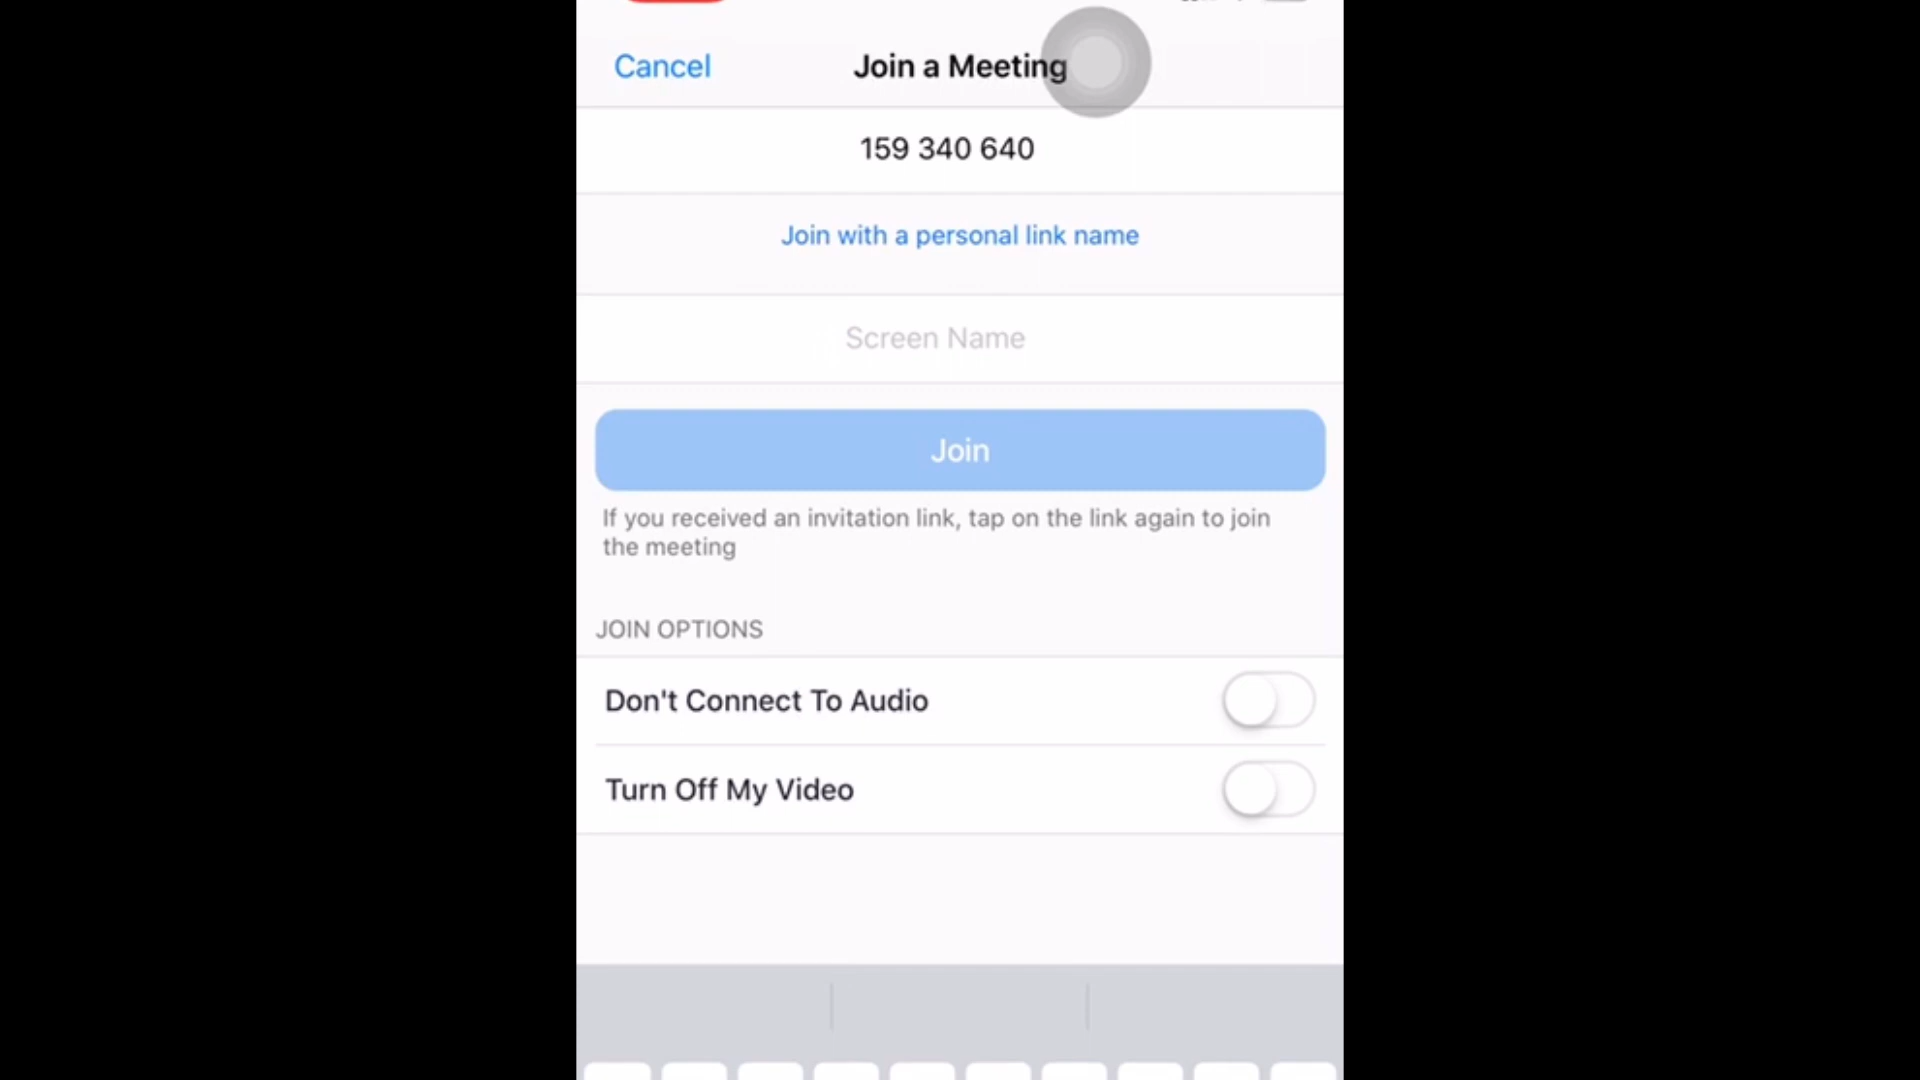 Cancel
Join a Meeting
159 340 640
Join with a personal link name
Screen Name
Join
If you received an invitation link, tap on the link again to join
the meeting
JOIN OPTIONS
Don't Connect To Audio
Turn Off My Video